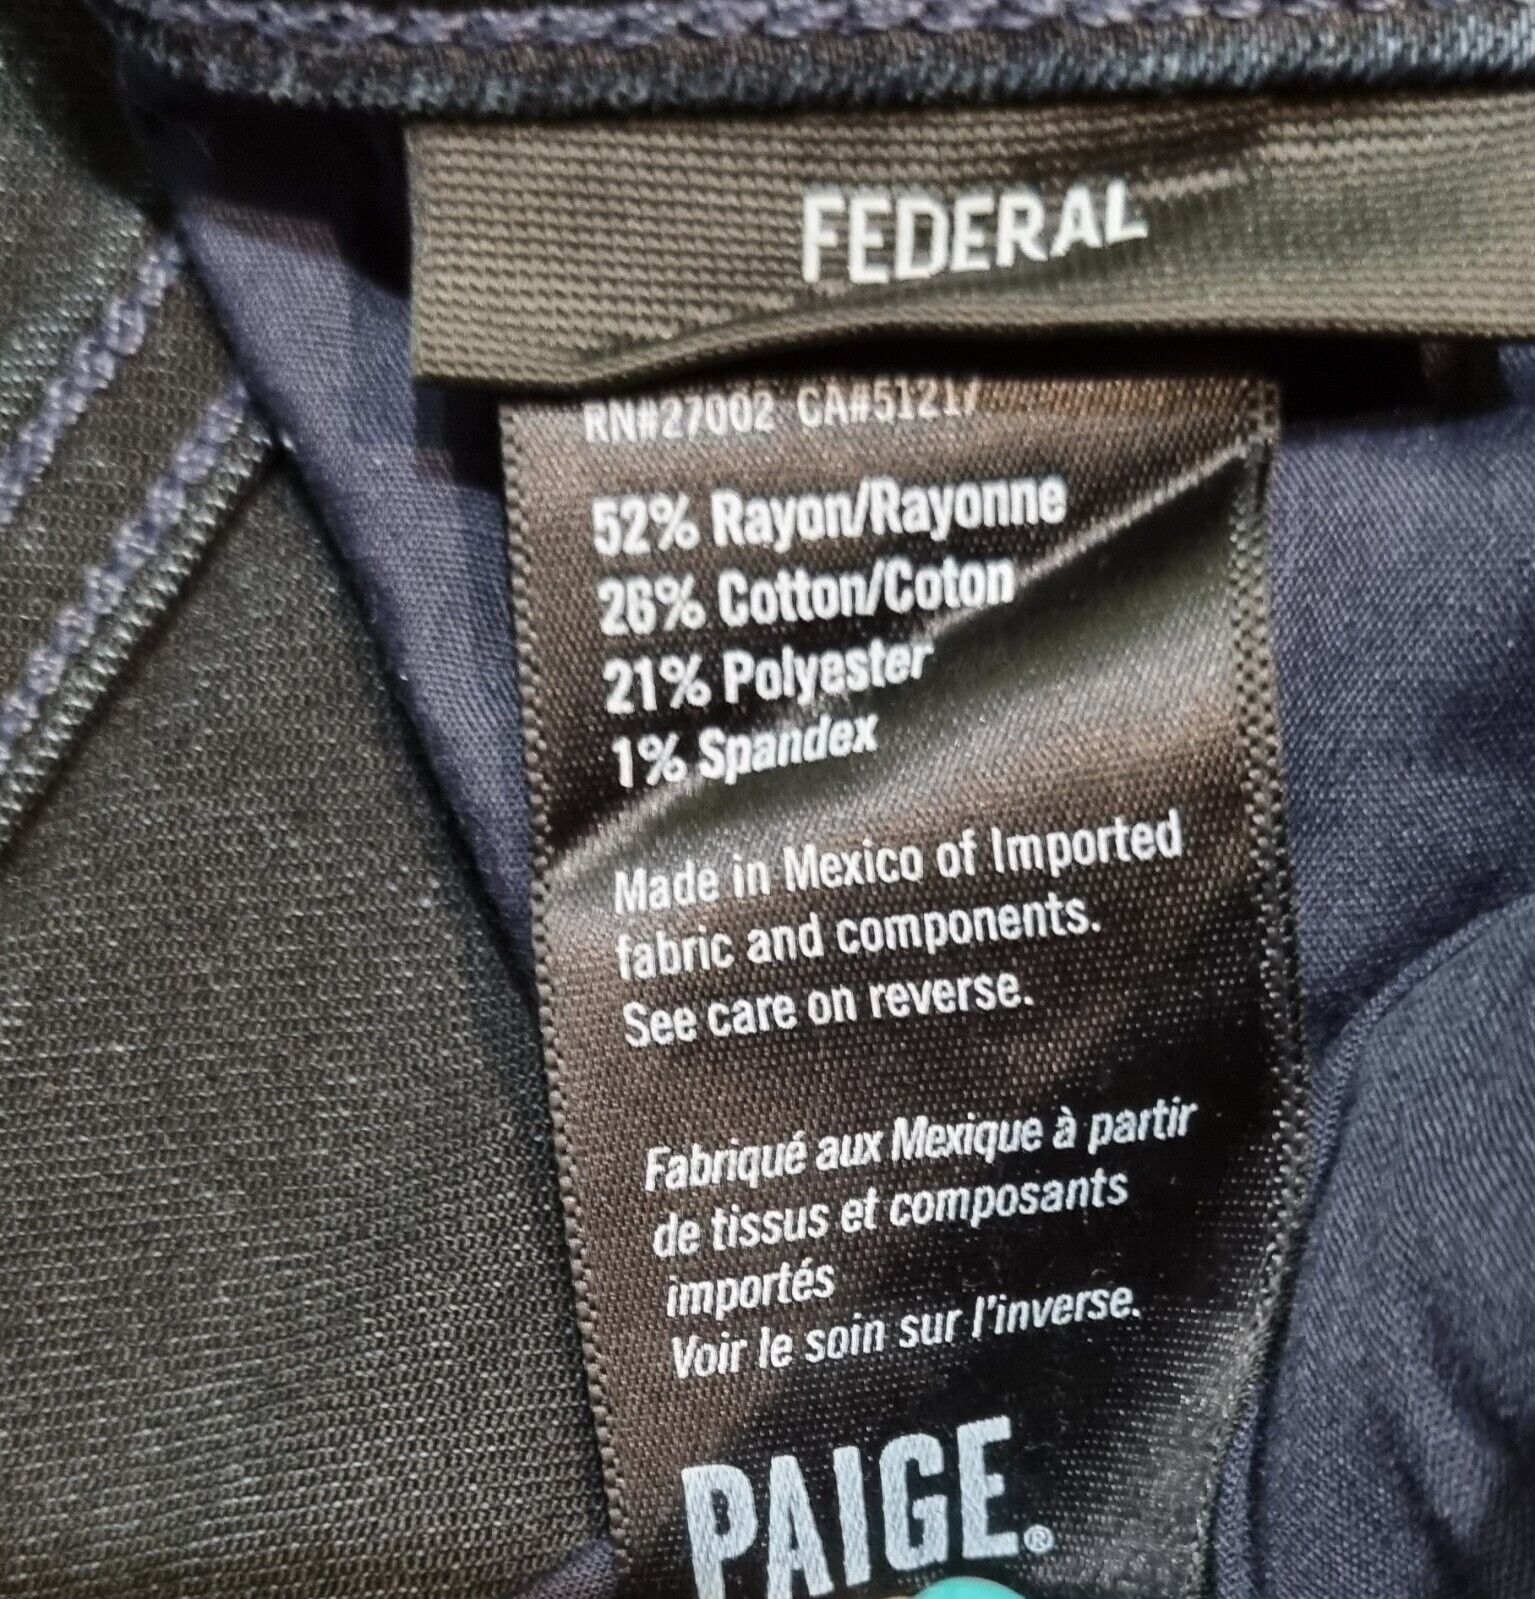 FEDERAL
RN#27002 CA#51217
52% Rayon/Rayonne
26% Cotton/Coton
21% Polyester
1% Spandex
Made in Mexico of Imported
fabric and components.
See care on reverse.
Fabriqué aux Mexique à partir
de tissus et composants
importés
Voir le soin sur l'inverse.
PAIGE®